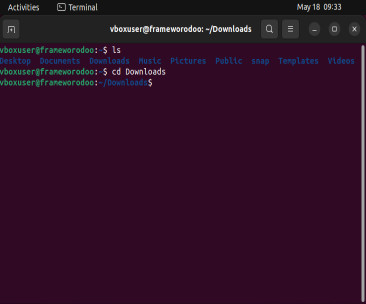 Activities Terminal May 18 09:33
vboxuser@frameworodoo: ~/Downloads
vboxuser@frameworodoo:~$ ls
Desktop Documents Downloads Music Pictures Public snap Templates Videos
vboxuser@frameworodoo:~$ cd Downloads
vboxuser@frameworodoo:~/Downloads$